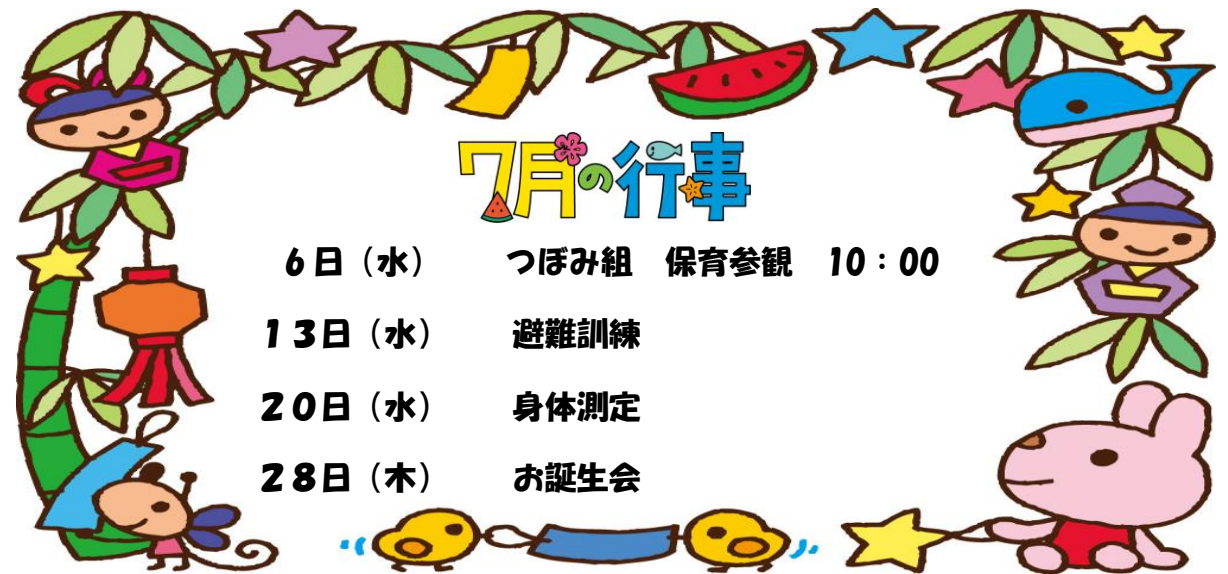 7月の行事
6日（水）　つぼみ組　保育参観　10：00
13日（水）　避難訓練
20日（水）　身体測定
28日（木）　お誕生会